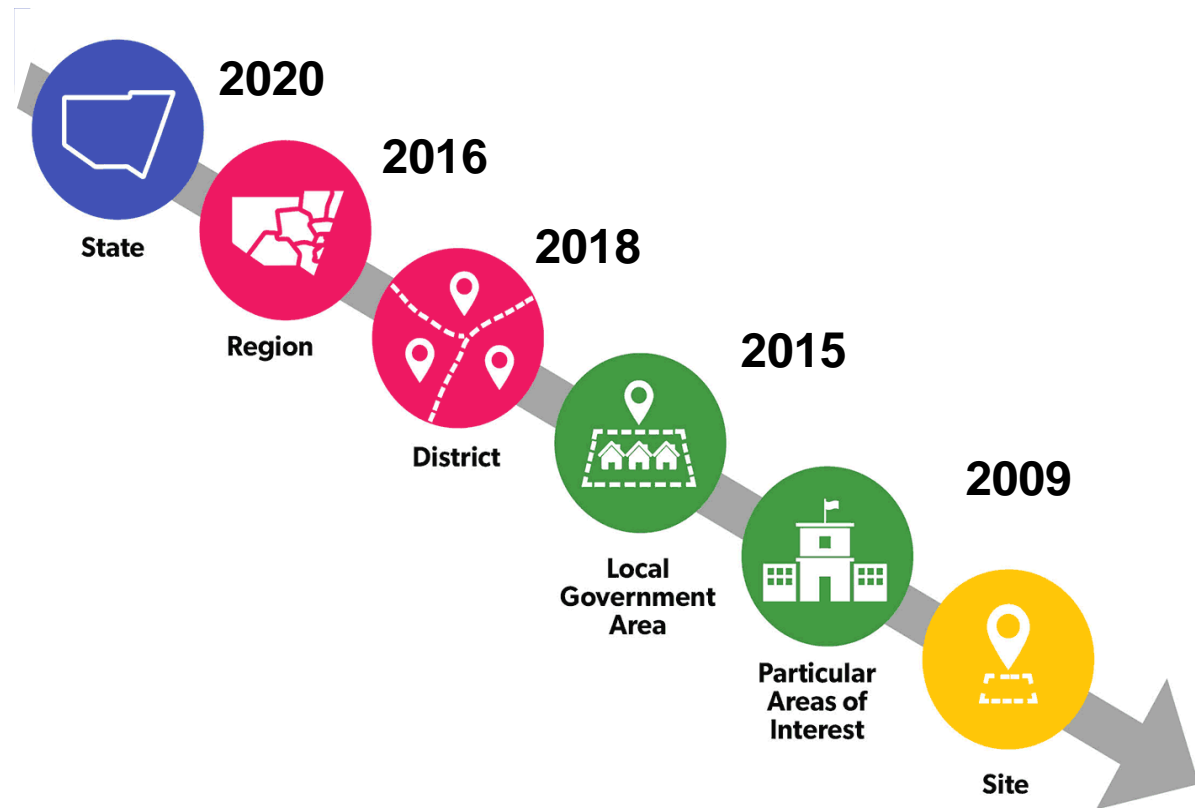 2020
State
2016
Region
2018
District
2015
Local
Government
Area
Particular
Areas of
Interest
2009
Site